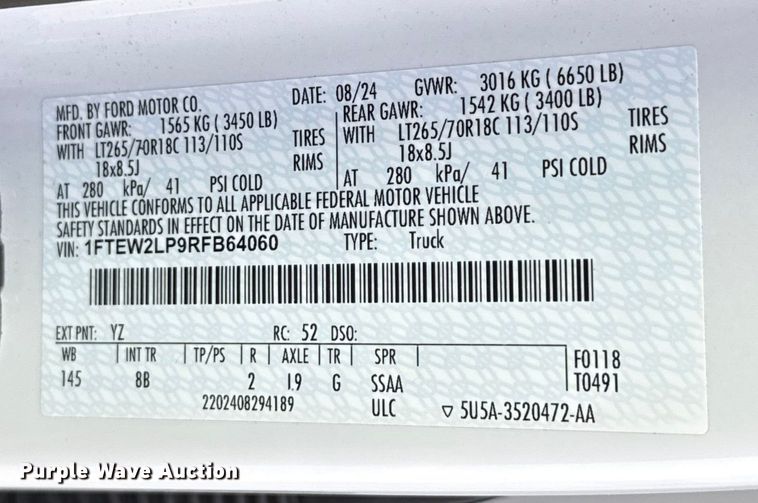 MFD. BY FORD MOTOR CO. DATE: 08/24 GVWR: 3016 KG ( 6650 LB)
FRONT GAWR: 1565 KG ( 3450 LB) REAR GAWR: 1542 KG ( 3400 LB)
WITH LT265/70R18C 113/110S TIRES WITH LT265/70R18C 113/110S TIRES
18x8.5J RIMS 18x8.5J RIMS
AT 280 kPa/ 41 PSI COLD AT 280 kPa/ 41 PSI COLD
THIS VEHICLE CONFORMS TO ALL APPLICABLE FEDERAL MOTOR VEHICLE
SAFETY STANDARDS IN EFFECT ON THE DATE OF MANUFACTURE SHOWN ABOVE.
VIN: 1FTEW2LP9RFB64060 TYPE: Truck
EXT PNT: YZ RC: 52 DSO:
WB INT TR TP/PS R AXLE TR SPR F0118
145 8B 2 L9 G SSAA T0491
2202408294189 ULC 5U5A-3520472-AA
Purple Wave Auction